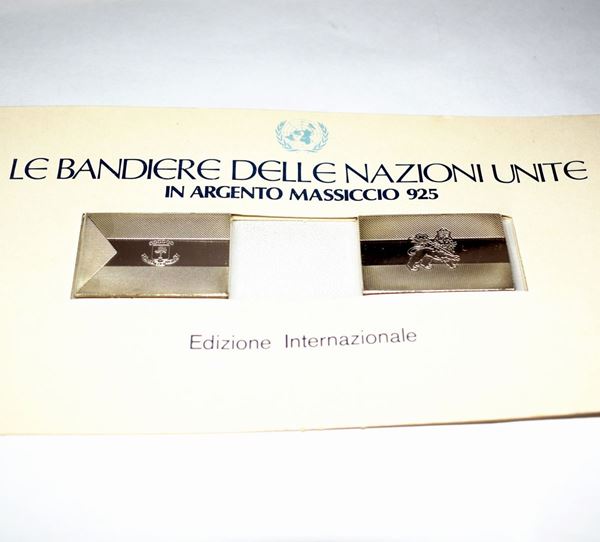 LE BANDIERE DELLE NAZIONI UNITE
IN ARGENTO MASSICCIO 925
Edizione Internazionale